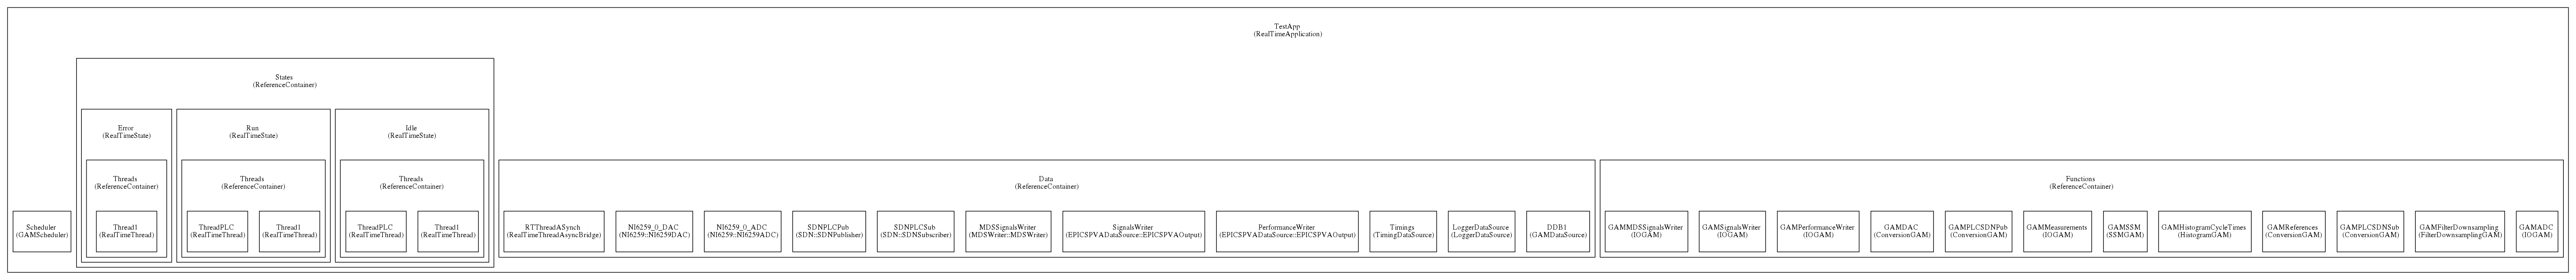 TestApp
(RealTimeApplication)
States
(ReferenceContainer)
Error
(RealTimeState)
Run
(RealTimeState)
Idle
(RealTimeState)
Threads
(ReferenceContainer)
Threads
(ReferenceContainer)
Threads
(ReferenceContainer)
Data
(ReferenceContainer)
Functions
(ReferenceContainer)
Scheduler
(GAMScheduler)
Thread1
(RealTimeThread)
ThreadPLC
(RealTimeThread)
Thread1
(RealTimeThread)
ThreadPLC
(RealTimeThread)
Thread1
(RealTimeThread)
RTThreadASynch
(RealTimeThreadAsyncBridge)
NI6259_0_DAC
(NI6259::NI6259DAC)
NI6259_0_ADC
(NI6259::NI6259ADC)
SDNPLCPub
(SDN::SDNPublisher)
SDNPLCSub
(SDN::SDNSubscriber)
MDSSignalsWriter
(MDSWriter::MDSWriter)
SignalsWriter
(EPICSPVADataSource::EPICSPVAOutput)
PerformanceWriter
(EPICSPVADataSource::EPICSPVAOutput)
Timings
(TimingDataSource)
LoggerDataSource
(LoggerDataSource)
DDB1
(GAMDataSource)
GAMMDSSignalsWriter
(IOGAM)
GAMSignalsWriter
(IOGAM)
GAMPerformanceWriter
(IOGAM)
GAMDAC
(ConversionGAM)
GAMPLCSDNPub
(ConversionGAM)
GAMMeasurements
(IOGAM)
GAMSSM
(SSMGAM)
GAMHistogramCycleTimes
(HistogramGAM)
GAMReferences
(ConversionGAM)
GAMPLCSDNSub
(ConversionGAM)
GAMFilterDownsampling
(FilterDownsamplingGAM)
GAMADC
(IOGAM)